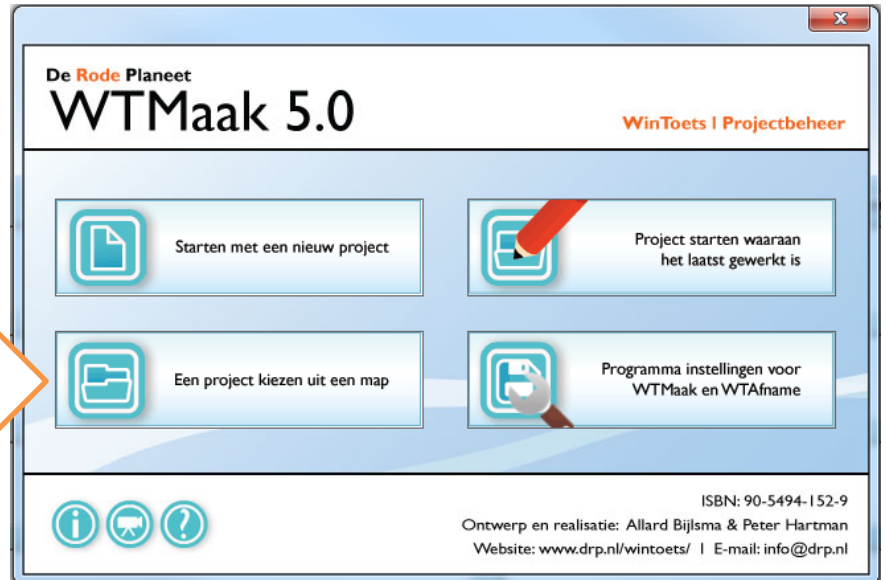 De Rode Planeet
WTMaak 5.0
WinToets I Projectbeheer
Starten met een nieuw project
Project starten waaraan
het laatst gewerkt is
Een project kiezen uit een map
Programma instellingen voor
WTMaak en WTAfname
ISBN: 90-5494-152-9
Ontwerp en realisatie: Allard Bijlsma & Peter Hartman
Website: www.drp.nl/wintoets/ I E-mail: info@drp.nl